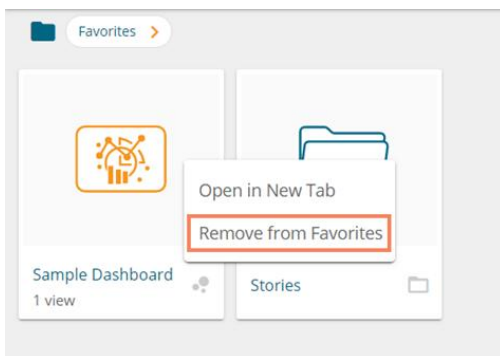 Favorites
Open in New Tab
Remove from Favorites
Sample Dashboard
1 view
Stories